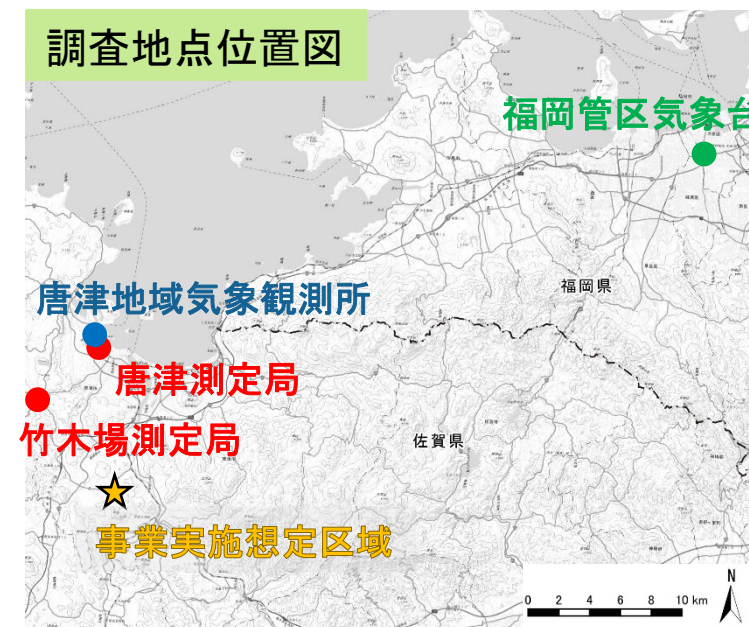 調査地点位置図
福岡管区気象台
福岡県
唐津地域気象観測所
唐津測定局
竹木場測定局
佐賀県
事業実施想定区域
N
0 2 4 6 8 10 km